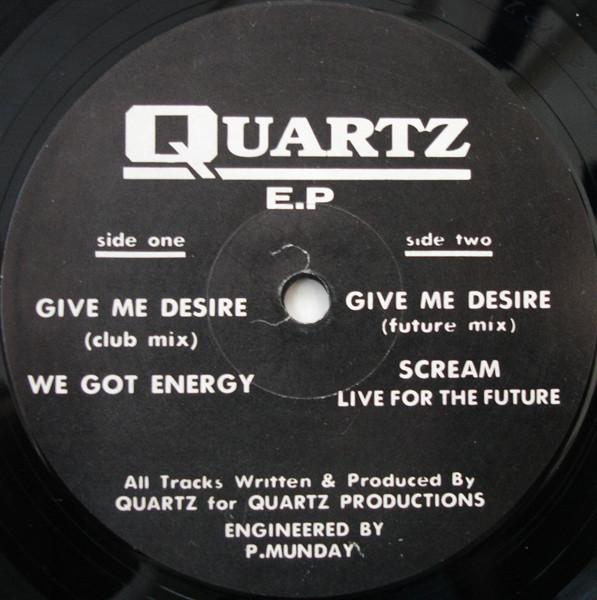 QUARTZ
E.P
side one
GIVE ME DESIRE
(club mix)
WE GOT ENERGY
side two
GIVE ME DESIRE
(future mix)
SCREAM
LIVE FOR THE FUTURE
All Tracks Written & Produced By
QUARTZ for QUARTZ PRODUCTIONS
ENGINEERED BY
P.MUNDAY